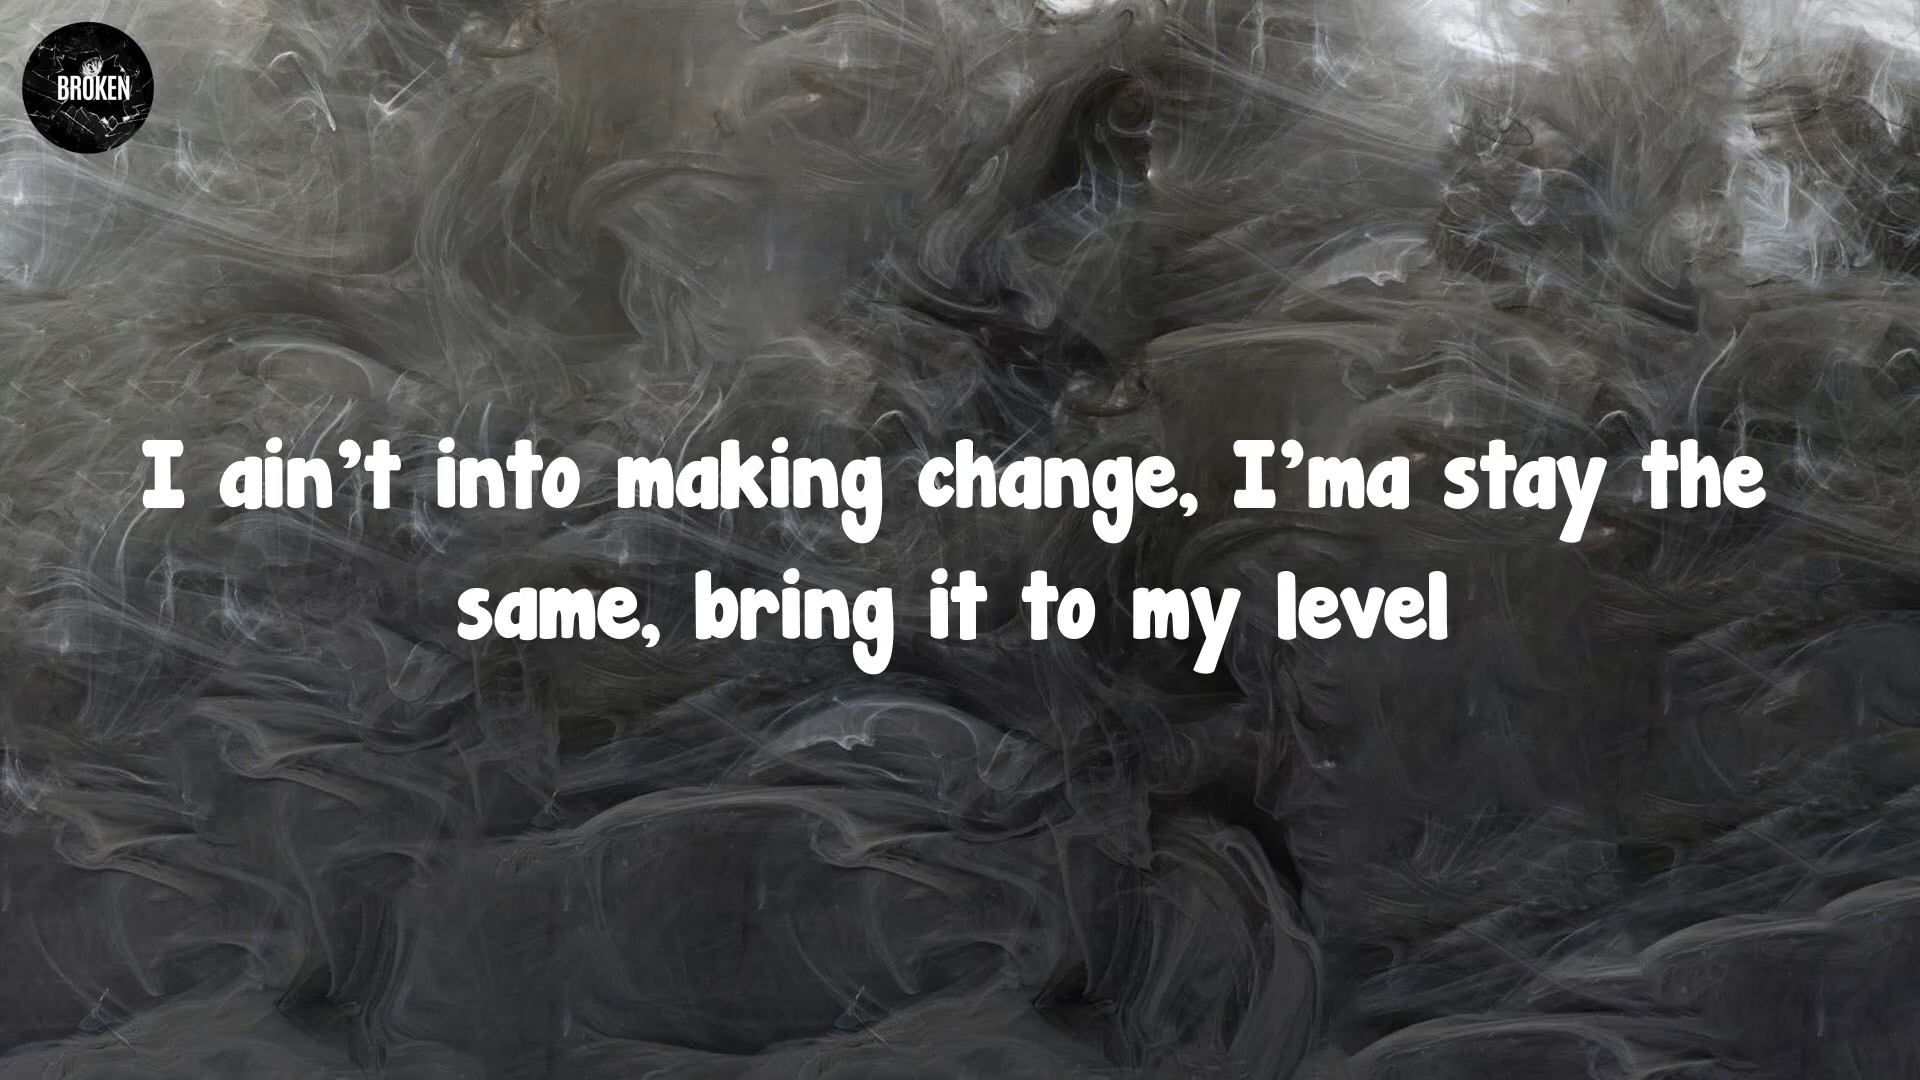 BROKEN
I ain’t into making change, I’ma stay the
same, bring it to my level